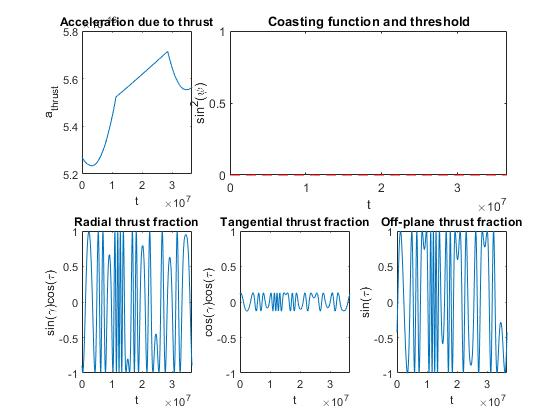 Acceleration due to thrust
5.8
5.6
5.4
5.2
a_thrust
0 1 2 3
t
×10^7
Coasting function and threshold
1
0.5
0
sin^2(ψ)
0 1 2 3
t
×10^7
Radial thrust fraction
1
0.5
0
-0.5
-1
sin(γ)cos(τ)
0 1 2 3
t
×10^7
Tangential thrust fraction
1
0.5
0
-0.5
-1
cos(γ)cos(τ)
0 1 2 3
t
×10^7
Off-plane thrust fraction
1
0.5
0
-0.5
-1
sin(τ)
0 1 2 3
t
×10^7